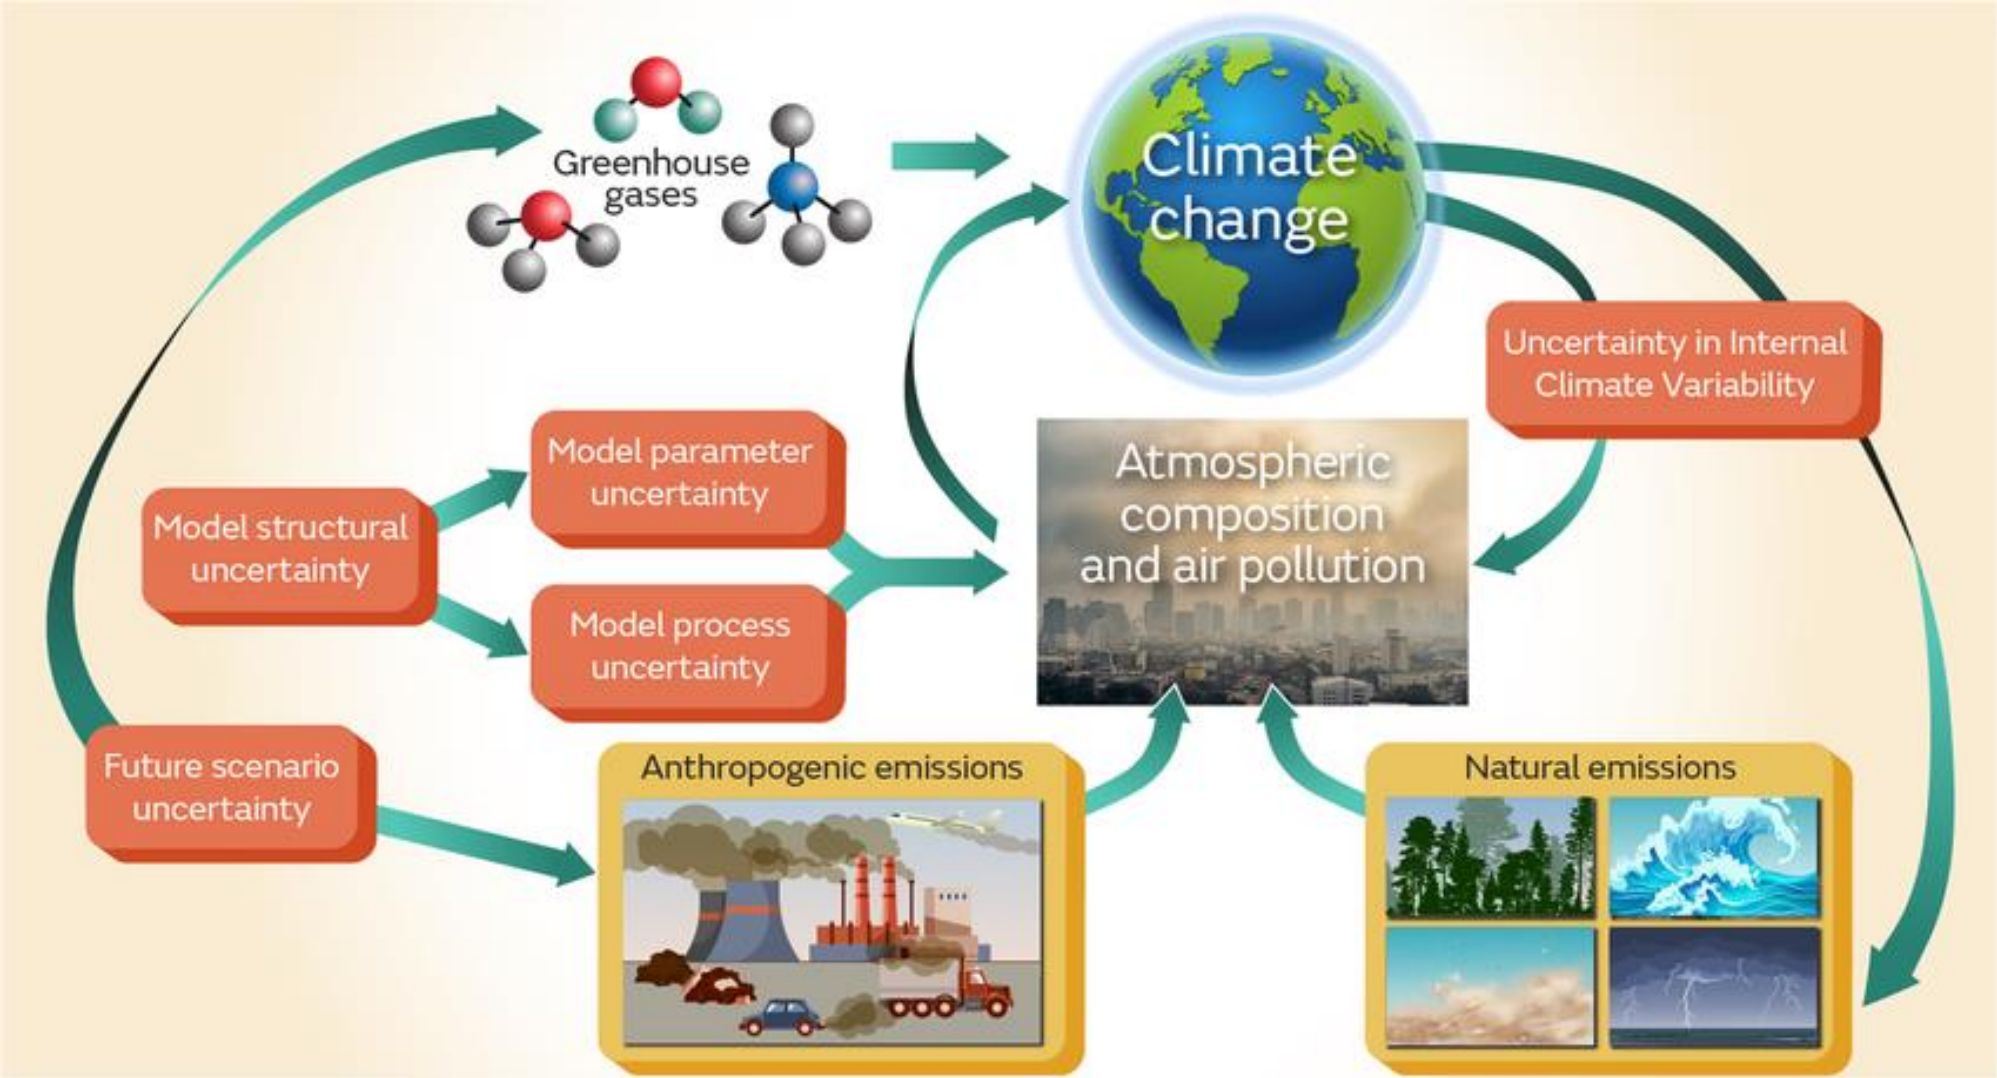 Greenhouse
gases
Climate
change
Uncertainty in Internal
Climate Variability
Model parameter
uncertainty
Atmospheric
composition
and air pollution
Model structural
uncertainty
Model process
uncertainty
Future scenario
uncertainty
Anthropogenic emissions
Natural emissions